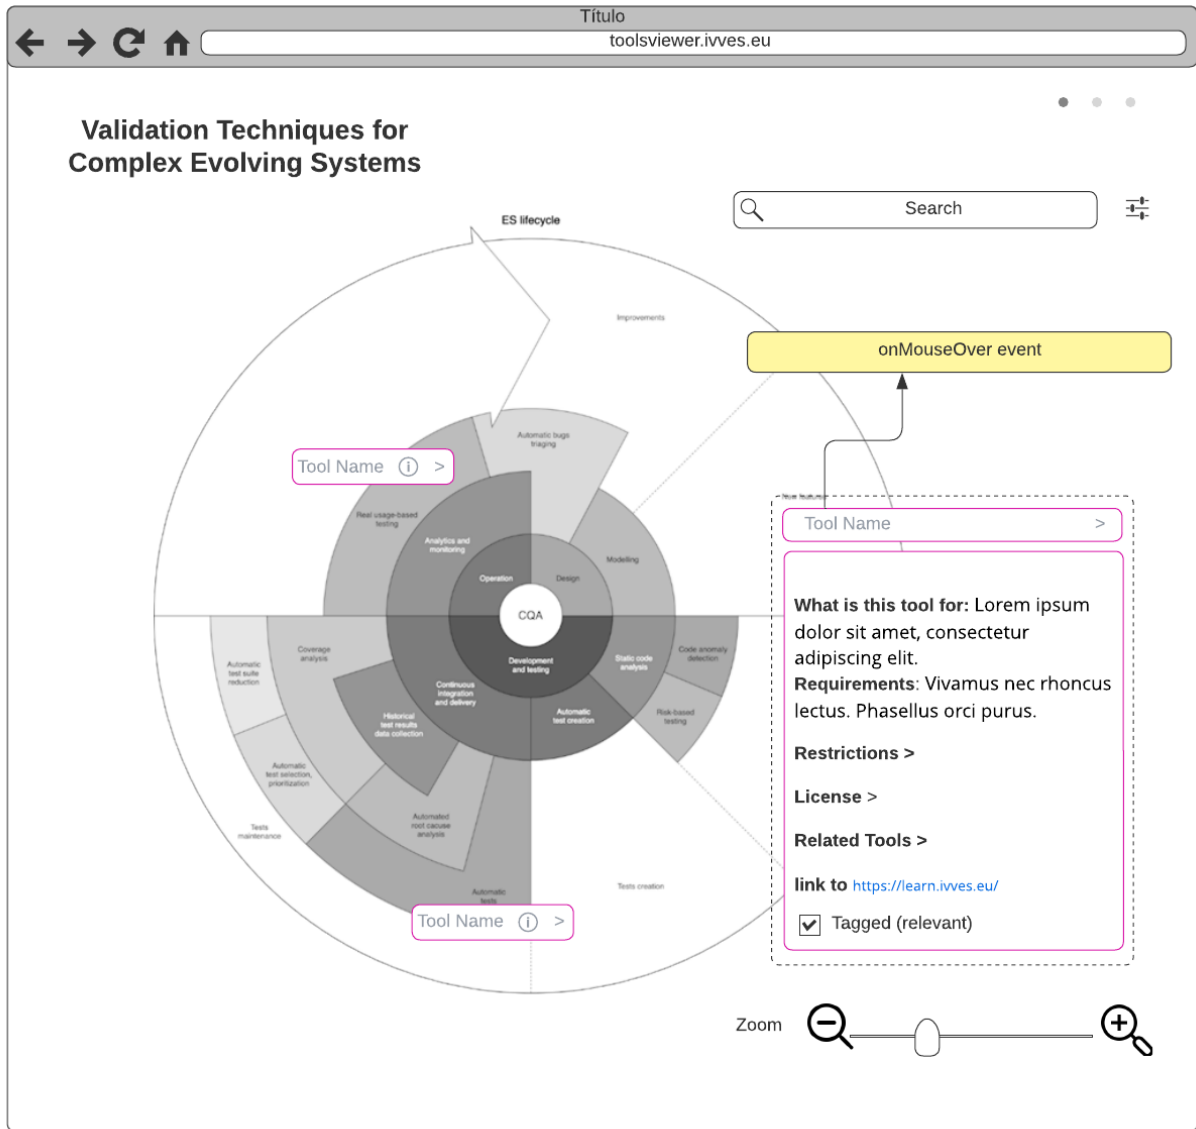 Título
toolsviewer.ivves.eu
Validation Techniques for
Complex Evolving Systems
Search
ES lifecycle
Improvements
onMouseOver event
Automatic bugs
triaging
Tool Name
>
New features
Tool Name
>
Real usage-based
testing
Analytics and
monitoring
Modelling
Operation
Design
CQA
What is this tool for: Lorem ipsum
dolor sit amet, consectetur
adipiscing elit.
Requirements: Vivamus nec rhoncus
lectus. Phasellus orci purus.
Restrictions >
License >
Related Tools >
link to https://learn.ivves.eu/
Tagged (relevant)
Coverage
analysis
Automatic
test suite
reduction
Development
and testing
Static code
analysis
Code anomaly
detection
Continuous
integration
and delivery
Historical
test results
data collection
Automatic
test creation
Risk-based
testing
Automatic
test selection,
prioritization
Tests
maintenance
Automated
root cacuse
analysis
Automatic
tests
Tests creation
Tool Name
>
Zoom